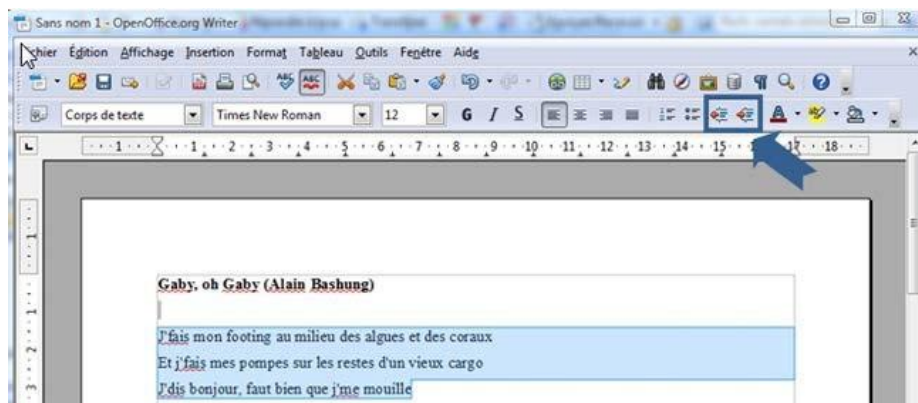 Sans nom 1 - OpenOffice.org Writer
Fichier Édition Affichage Insertion Format Tableau Outils Fenêtre Aide
Corps de texte Times New Roman 12 G I S
1 1 2 3 4 5 6 7 8 9 10 11 12 13 14 15 17 18
Gaby, oh Gaby (Alain Bashung)
J'fais mon footing au milieu des algues et des coraux
Et j'fais mes pompes sur les restes d'un vieux cargo
J'dis bonjour, faut bien que j'me mouille